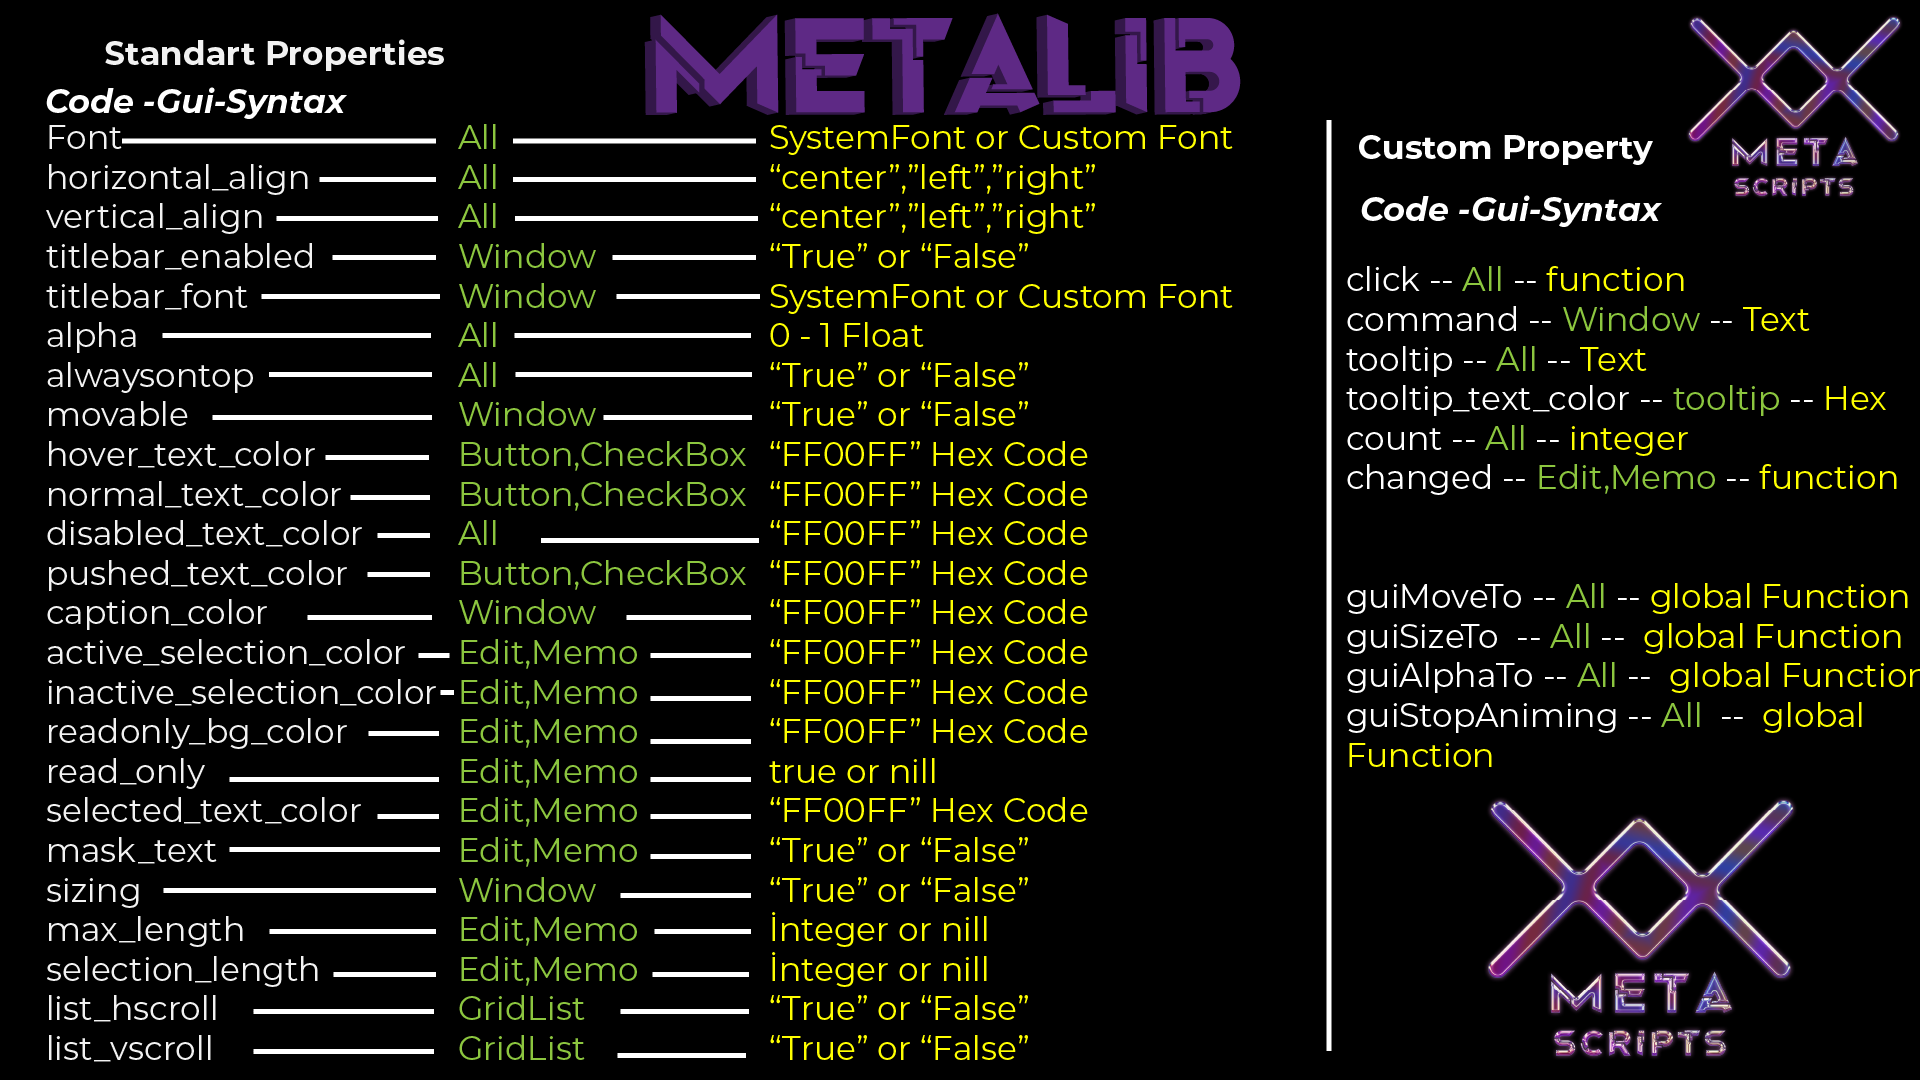 METALIB
Standart Properties
Code -Gui-Syntax
Font All SystemFont or Custom Font
horizontal_align All “center”,”left”,”right”
vertical_align All “center”,”left”,”right”
titlebar_enabled Window “True” or “False”
titlebar_font Window SystemFont or Custom Font
alpha All 0 - 1 Float
alwaysontop All “True” or “False”
movable Window “True” or “False”
hover_text_color Button,CheckBox “FF00FF” Hex Code
normal_text_color Button,CheckBox “FF00FF” Hex Code
disabled_text_color All “FF00FF” Hex Code
pushed_text_color Button,CheckBox “FF00FF” Hex Code
caption_color Window “FF00FF” Hex Code
active_selection_color Edit,Memo “FF00FF” Hex Code
inactive_selection_color Edit,Memo “FF00FF” Hex Code
readonly_bg_color Edit,Memo “FF00FF” Hex Code
read_only Edit,Memo true or nill
selected_text_color Edit,Memo “FF00FF” Hex Code
mask_text Edit,Memo “True” or “False”
sizing Window “True” or “False”
max_length Edit,Memo İnteger or nill
selection_length Edit,Memo İnteger or nill
list_hscroll GridList “True” or “False”
list_vscroll GridList “True” or “False”
META
SCRIPTS
Custom Property
Code -Gui-Syntax
click -- All -- function
command -- Window -- Text
tooltip -- All -- Text
tooltip_text_color -- tooltip -- Hex
count -- All -- integer
changed -- Edit,Memo -- function
guiMoveTo -- All -- global Function
guiSizeTo -- All -- global Function
guiAlphaTo -- All -- global Function
guiStopAniming -- All -- global
Function
META
SCRIPTS